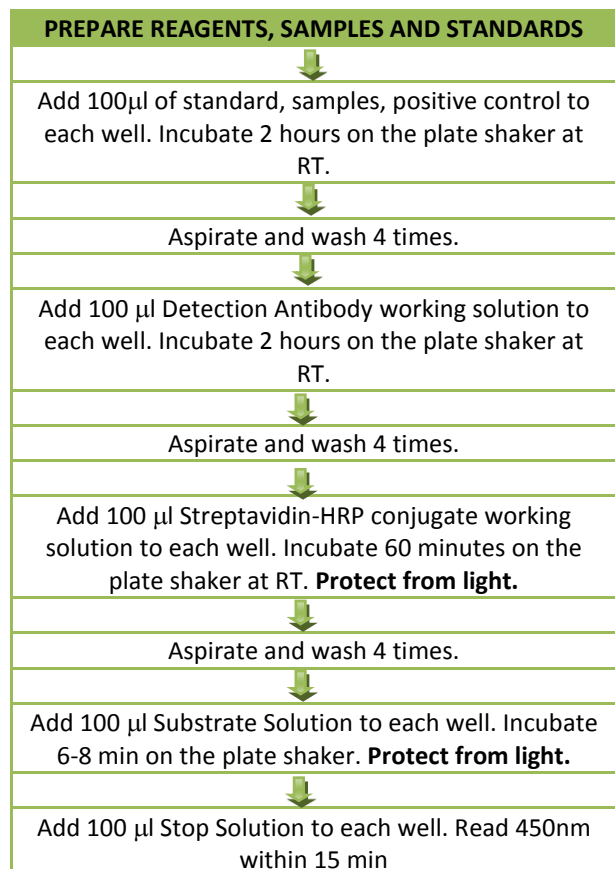 PREPARE REAGENTS, SAMPLES AND STANDARDS
Add 100µl of standard, samples, positive control to
each well. Incubate 2 hours on the plate shaker at
RT.
Aspirate and wash 4 times.
Add 100 µl Detection Antibody working solution to
each well. Incubate 2 hours on the plate shaker at
RT.
Aspirate and wash 4 times.
Add 100 µl Streptavidin-HRP conjugate working
solution to each well. Incubate 60 minutes on the
plate shaker at RT. Protect from light.
Aspirate and wash 4 times.
Add 100 µl Substrate Solution to each well. Incubate
6-8 min on the plate shaker. Protect from light.
Add 100 µl Stop Solution to each well. Read 450nm
within 15 min